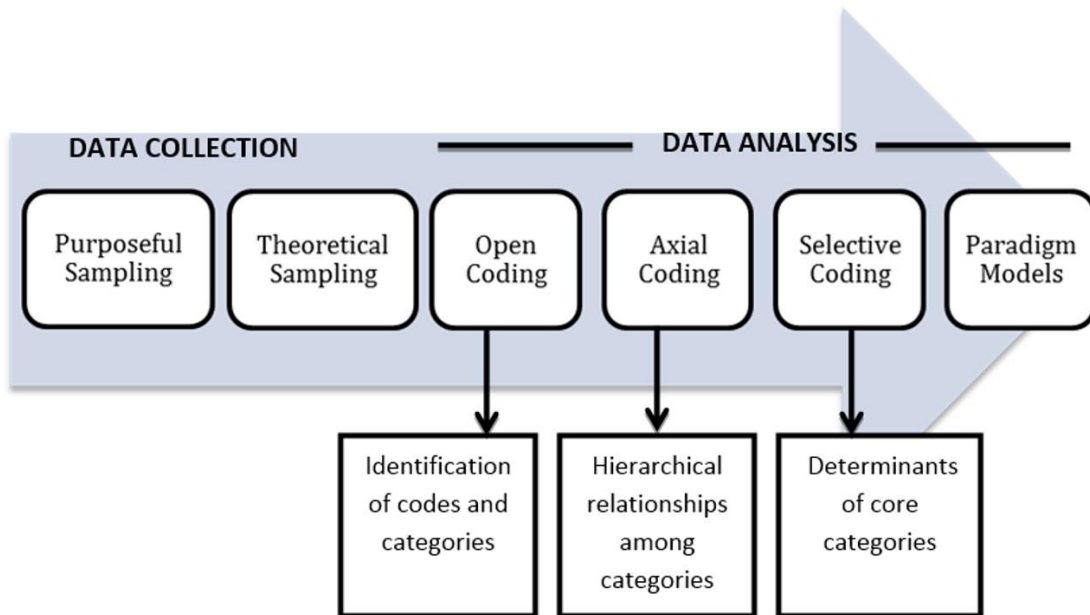 DATA COLLECTION
DATA ANALYSIS
Purposeful
Sampling
Theoretical
Sampling
Open
Coding
Axial
Coding
Selective
Coding
Paradigm
Models
Identification
of codes and
categories
Hierarchical
relationships
among
categories
Determinants
of core
categories